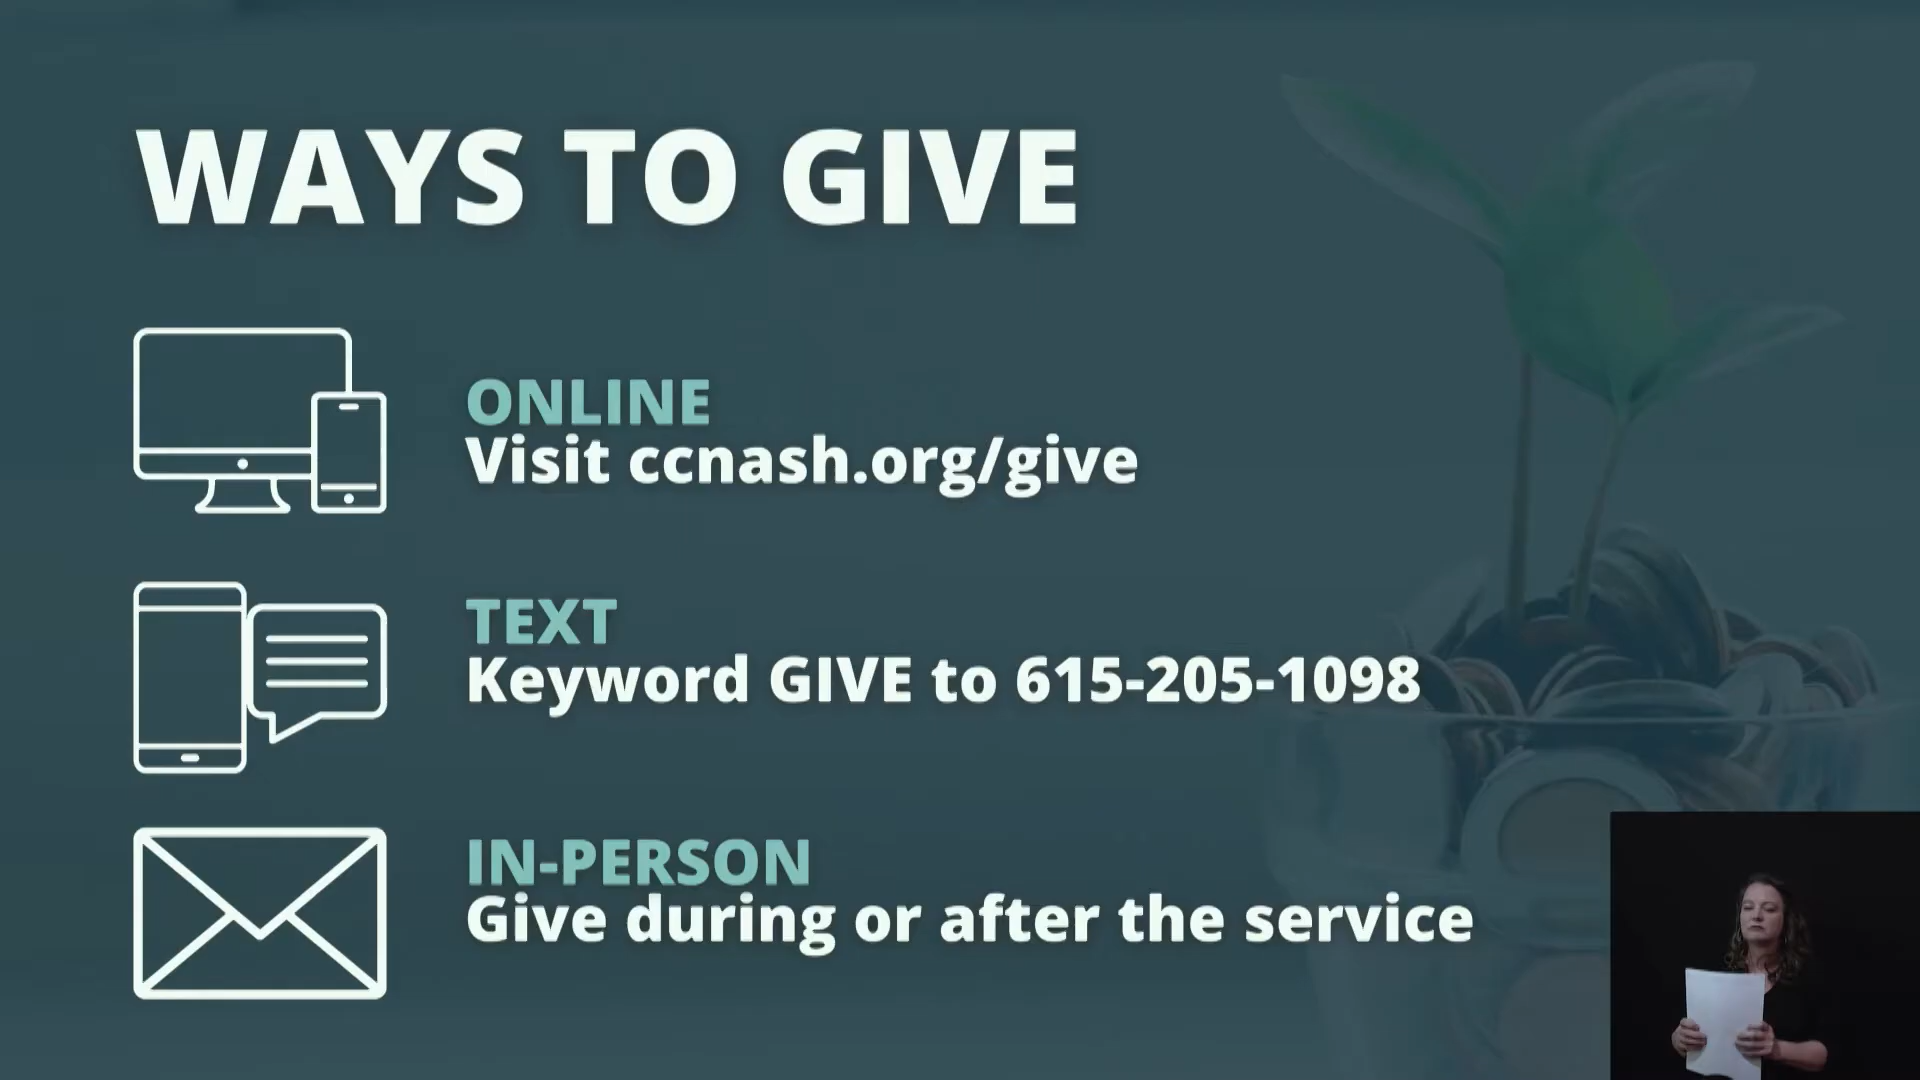 WAYS TO GIVE
ONLINE
Visit ccnash.org/give
TEXT
Keyword GIVE to 615-205-1098
IN-PERSON
Give during or after the service